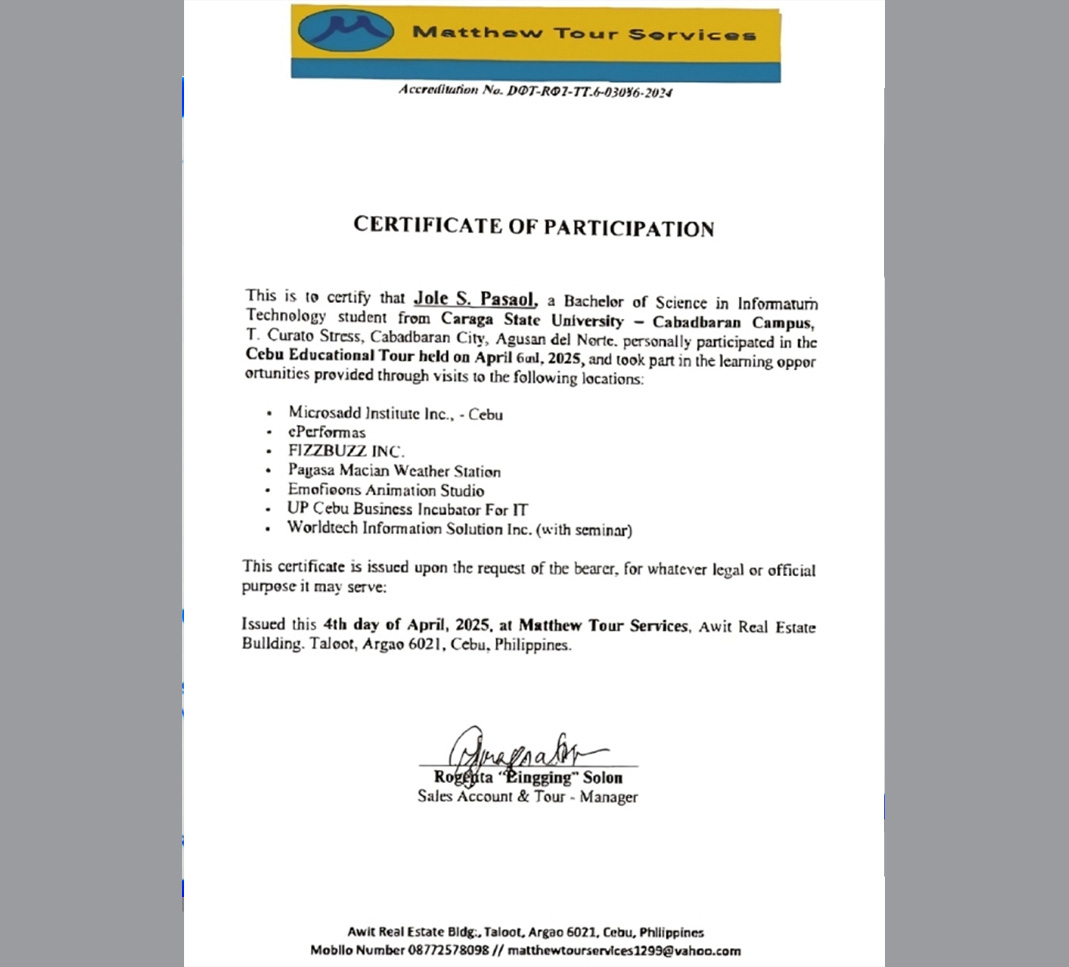 Matthew Tour Services
Accreditation No. DOT-RO7-TT.6-03086-2024
CERTIFICATE OF PARTICIPATION
This is to certify that Jole S. Pasaol, a Bachelor of Science in Informatum
Technology student from Caraga State University – Cabadbaran Campus,
T. Curato Stress, Cabadbaran City, Agusan del Norte. personally participated in the
Cebu Educational Tour held on April 2025, and took part in the learning oppor
ortunities provided through visits to the following locations:
• Microsadd Institute Inc., - Cebu
• ePerformas
• FIZZBUZZ INC.
• Pagasa Macian Weather Station
• Emofioons Animation Studio
• UP Cebu Business Incubator For IT
• Worldtech Information Solution Inc. (with seminar)
This certificate is issued upon the request of the bearer, for whatever legal or official
purpose it may serve:
Issued this 4th day of April, 2025, at Matthew Tour Services, Awit Real Estate
Bullding. Taloot, Argao 6021, Cebu, Philippines.
"Pingging" Solon
Sales Account & Tour - Manager
Awit Real Estate Bldg:, Taloot, Argao 6021, Cebu, Philippines
Mobllo Number 08772578098 // matthewtourservices1299@vahoo.com